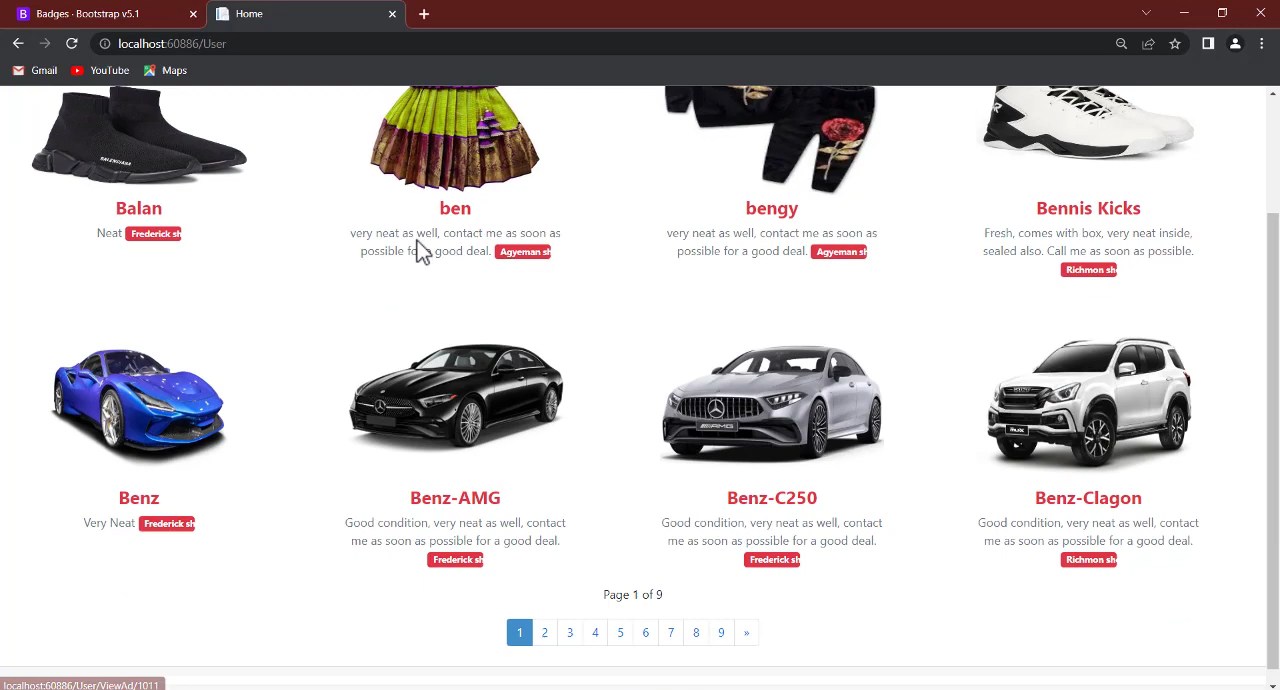 Badges · Bootstrap v5.1
Home
localhost:60886/User
Gmail
YouTube
Maps
BALENCIAGA
Balan
Neat Frederick sh
ben
very neat as well, contact me as soon as
possible for a good deal. Agyeman sh
bengy
very neat as well, contact me as soon as
possible for a good deal. Agyeman sh
Bennis Kicks
Fresh, comes with box, very neat inside,
sealed also. Call me as soon as possible.
Richmon sh
Benz
Very Neat Frederick sh
Benz-AMG
Good condition, very neat as well, contact
me as soon as possible for a good deal.
Frederick sh
Benz-C250
Good condition, very neat as well, contact
me as soon as possible for a good deal.
Frederick sh
Benz-Clagon
Good condition, very neat as well, contact
me as soon as possible for a good deal.
Richmon sh
Page 1 of 9
1 2 3 4 5 6 7 8 9 »
localhost:60886/User/ViewAd/1011